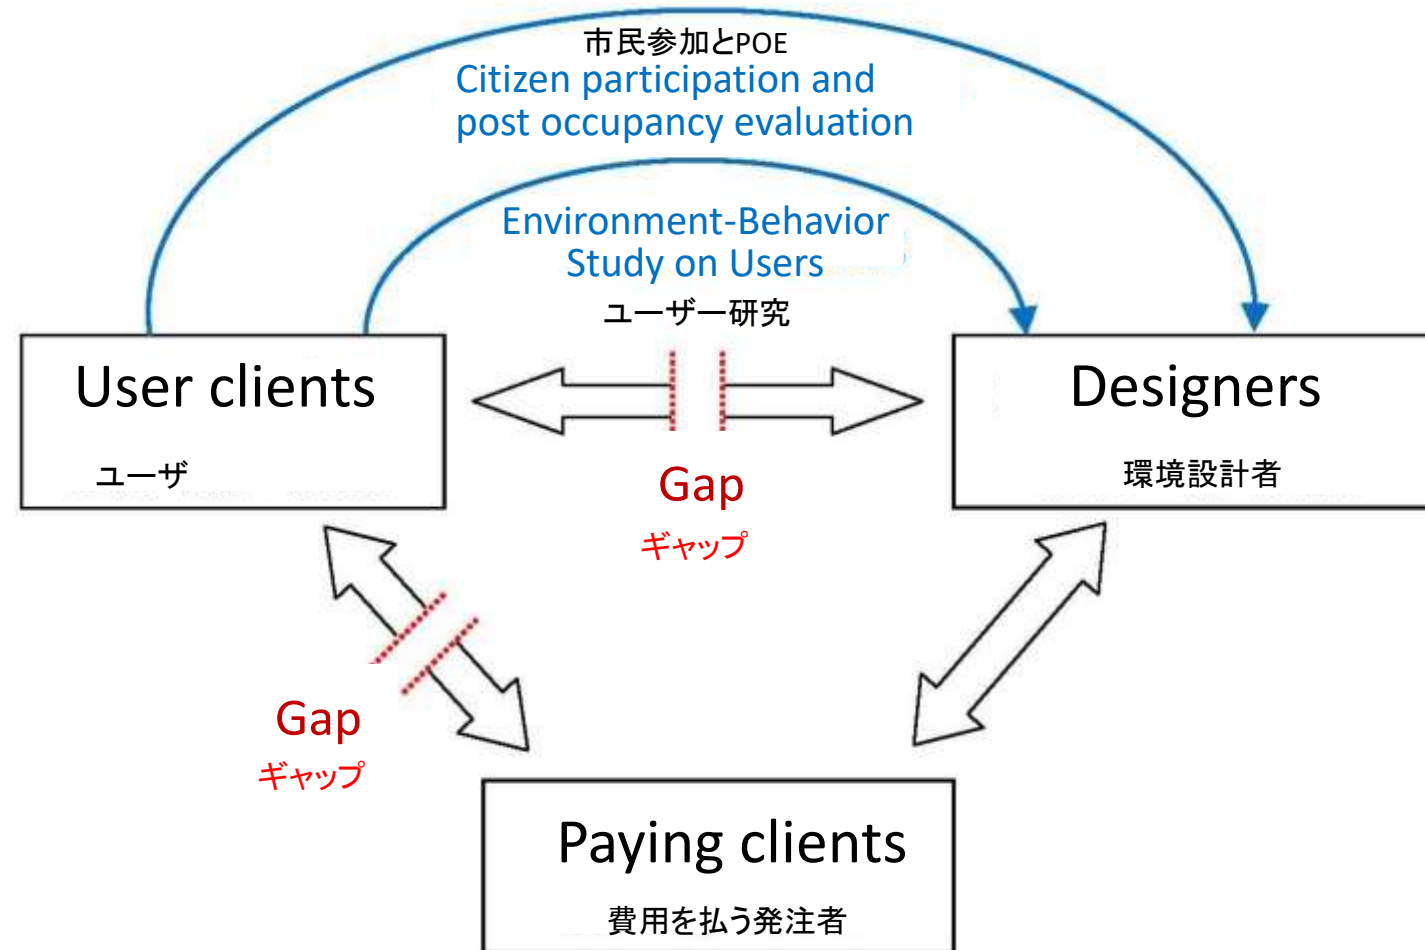 市民参加とPOE
Citizen participation and
post occupancy evaluation
Environment-Behavior
Study on Users
ユーザー研究
User clients
ユーザ
Designers
環境設計者
Gap
ギャップ
Gap
ギャップ
Paying clients
費用を払う発注者